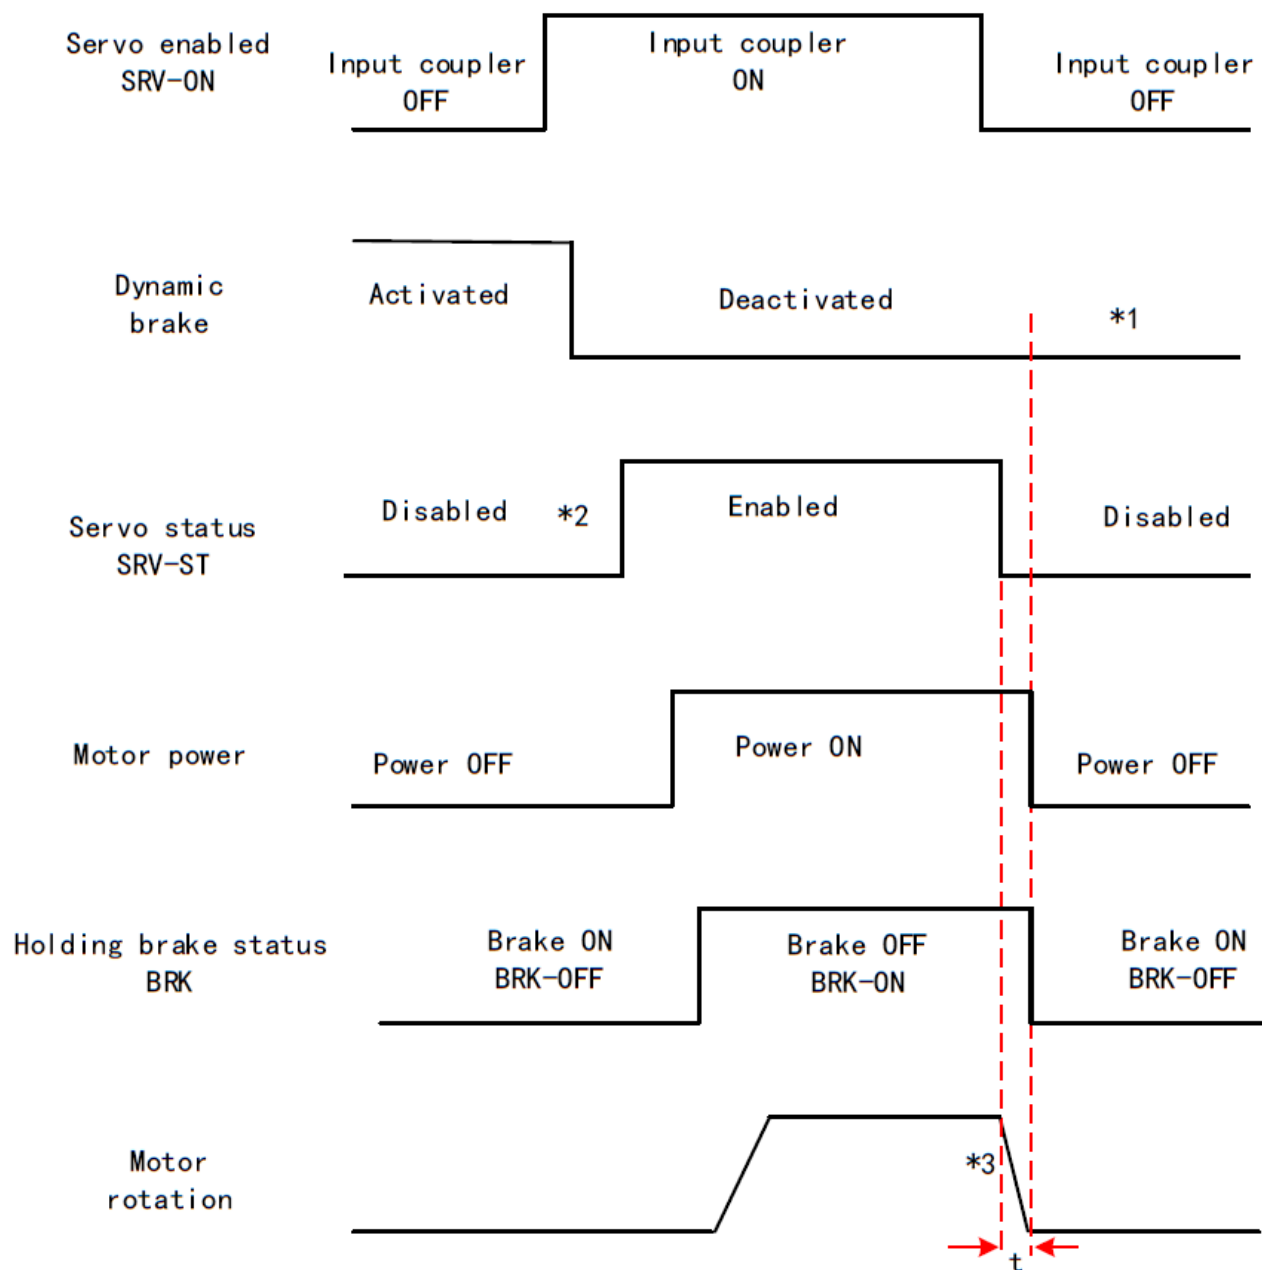 Servo enabled
SRV-ON
Input coupler
OFF
Input coupler
ON
Input coupler
OFF
Dynamic
brake
Activated
Deactivated
*1
Servo status
SRV-ST
Disabled
*2
Enabled
Disabled
Motor power
Power OFF
Power ON
Power OFF
Holding brake status
BRK
Brake ON
BRK-OFF
Brake OFF
BRK-ON
Brake ON
BRK-OFF
Motor
rotation
*3
t